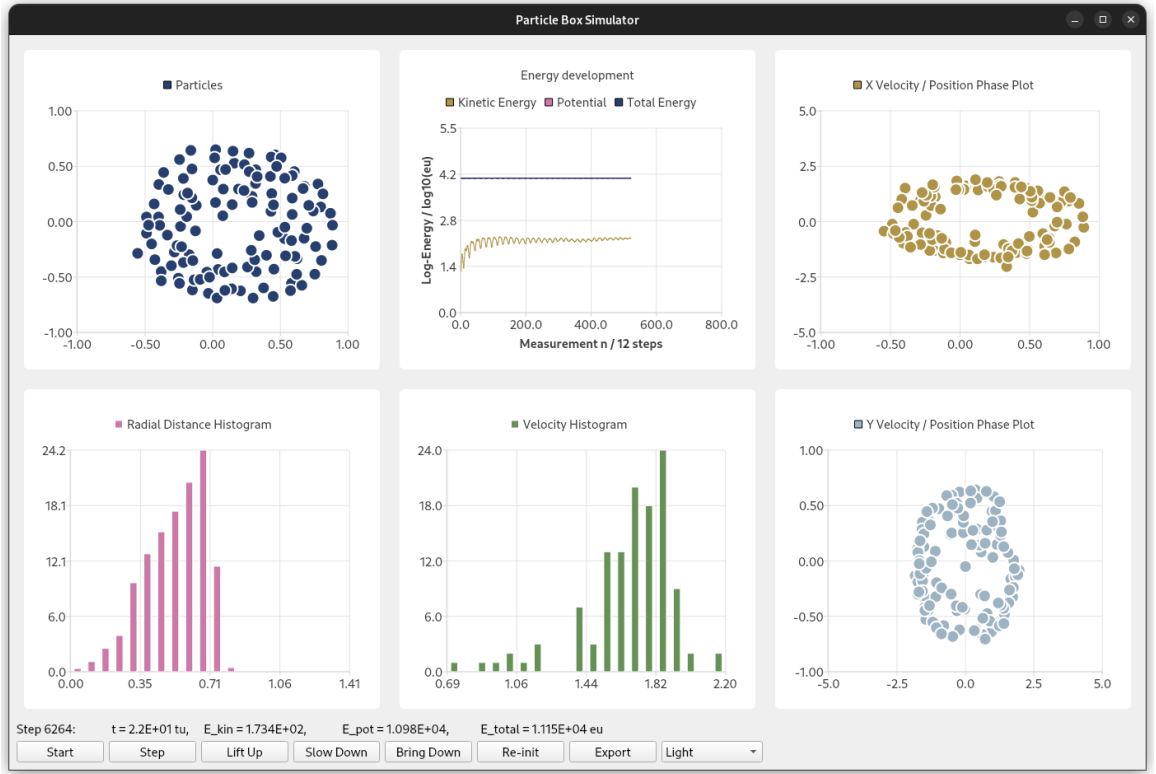 Particle Box Simulator
Particles
1.00
0.50
0.00
-0.50
-1.00
-1.00 -0.50 0.00 0.50 1.00
Energy development
Kinetic Energy Potential Total Energy
Log-Energy / log10(eu)
5.5
4.2
2.8
1.4
0.0
0.0 200.0 400.0 600.0 800.0
Measurement n / 12 steps
X Velocity / Position Phase Plot
5.0
2.5
0.0
-2.5
-5.0
-1.00 -0.50 0.00 0.50 1.00
Radial Distance Histogram
24.2
18.1
12.1
6.0
0.0
0.00 0.35 0.71 1.06 1.41
Velocity Histogram
24.0
18.0
12.0
6.0
0.0
0.69 1.06 1.44 1.82 2.20
Y Velocity / Position Phase Plot
1.00
0.50
0.00
-0.50
-1.00
-5.0 -2.5 0.0 2.5 5.0
Step 6264: t = 2.2E+01 tu, E_kin = 1.734E+02, E_pot = 1.098E+04, E_total = 1.115E+04 eu
Start Step Lift Up Slow Down Bring Down Re-init Export Light